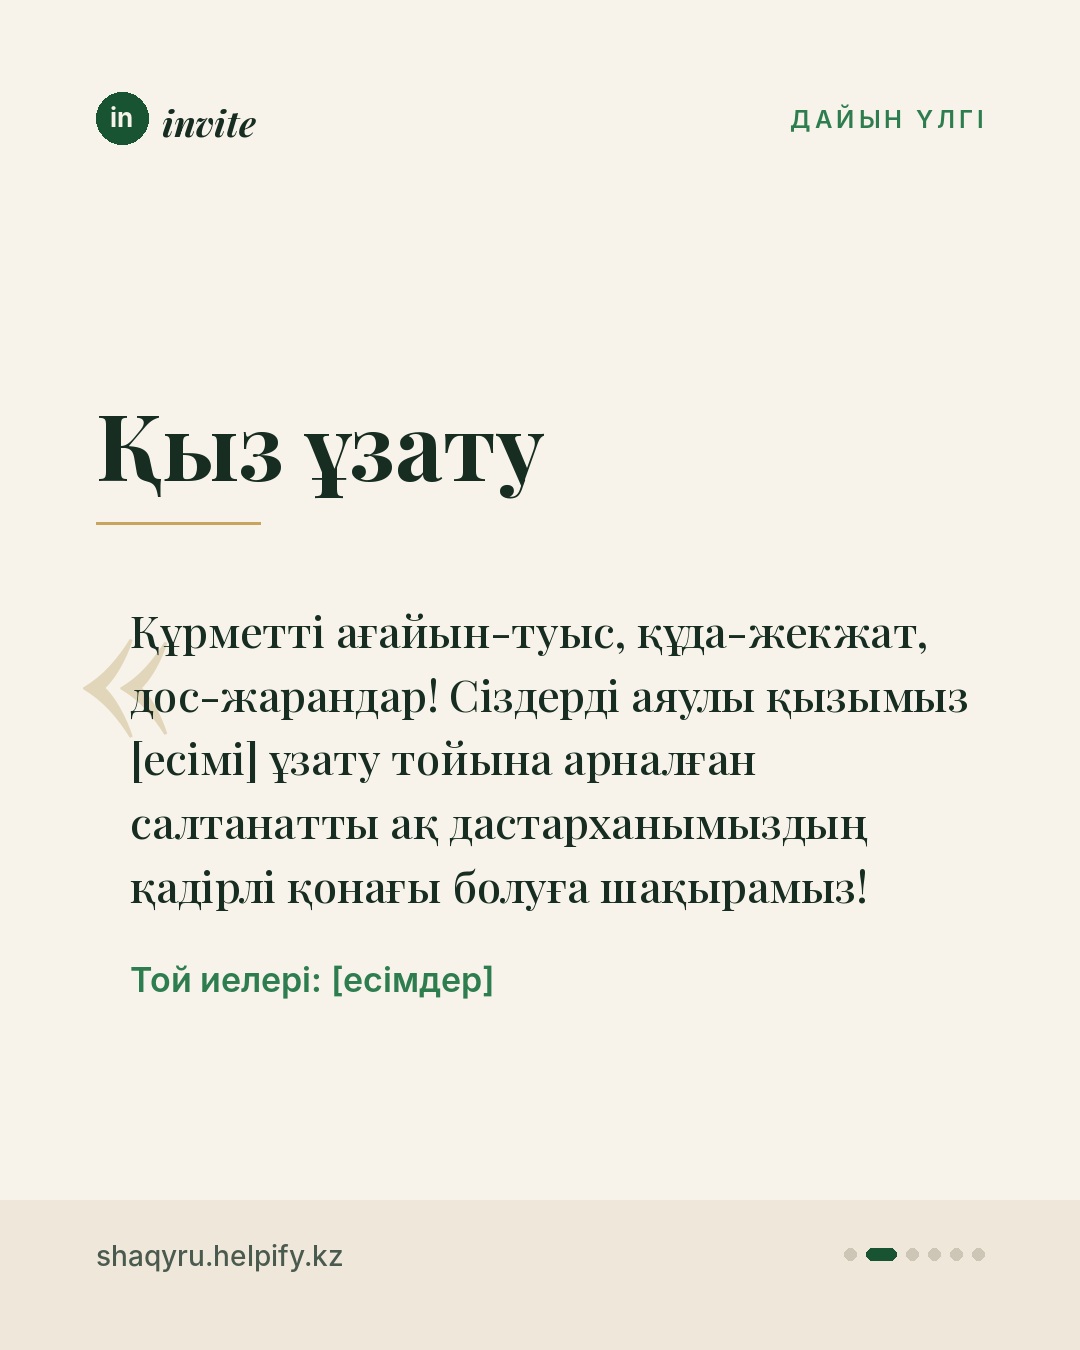 in invite
ДАЙЫН ҮЛГІ
Қыз ұзату
«
Құрметті ағайын-туыс, құда-жекжат,
дос-жарандар! Сіздерді аяулы қызымыз
[есімі] ұзату тойына арналған
салтанатты ақ дастарханымыздың
қадірлі қонағы болуға шақырамыз!
Той иелері: [есімдер]
shaqyru.helpify.kz